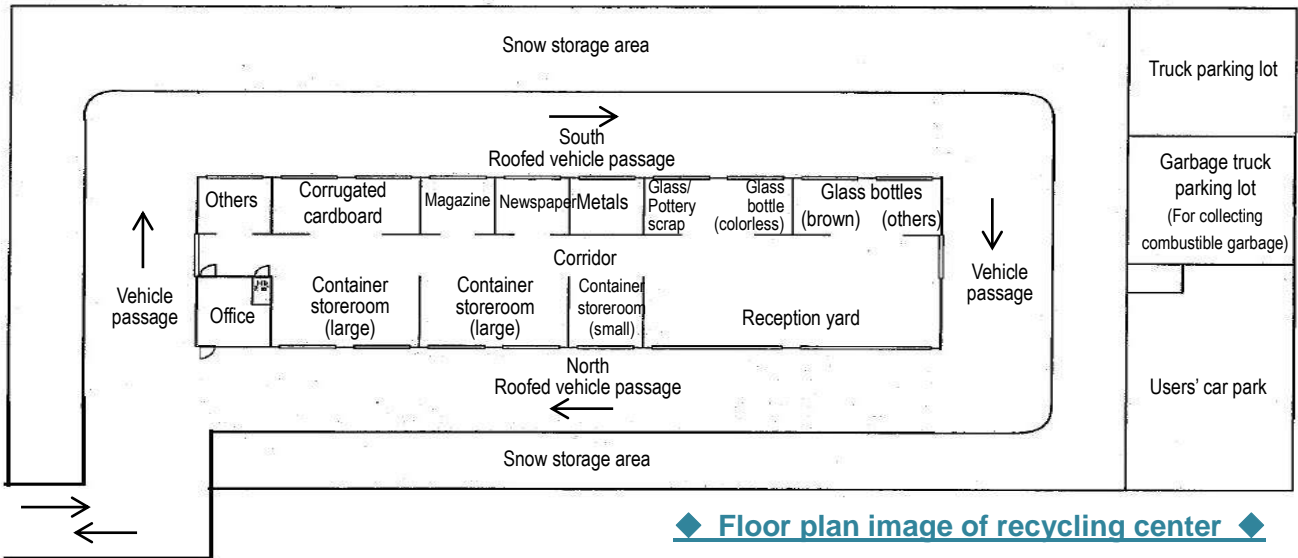 Snow storage area
Truck parking lot
South
Roofed vehicle passage
Garbage truck
parking lot
(For collecting
combustible garbage)
Others
Corrugated
cardboard
Magazine
Newspaper
Metals
Glass/
Pottery
scrap
Glass
bottle
(colorless)
Glass bottles
(brown) (others)
Corridor
Vehicle
passage
Office
Container
storeroom
(large)
Container
storeroom
(large)
Container
storeroom
(small)
Reception yard
Vehicle
passage
North
Roofed vehicle passage
Users' car park
Snow storage area
◆ Floor plan image of recycling center ◆